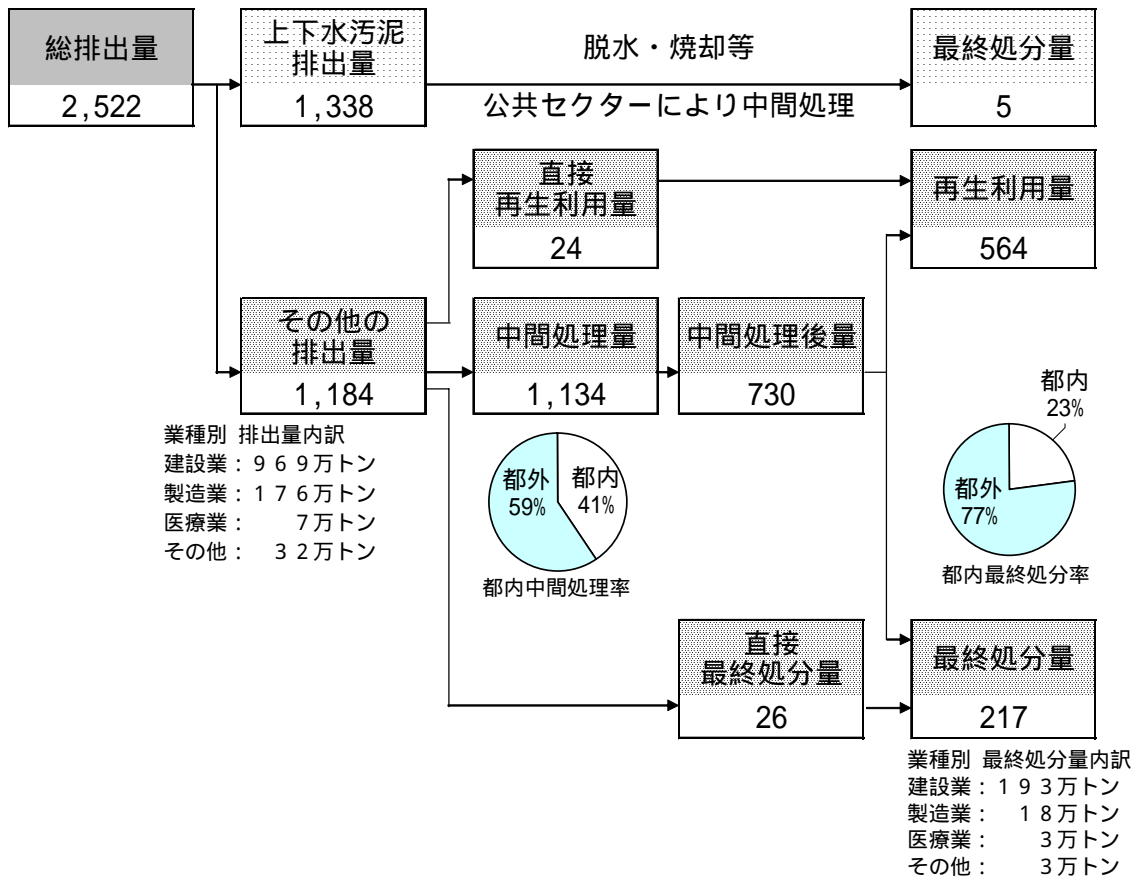 総排出量
2,522
上下水汚泥
排出量
1,338
脱水・焼却等
公共セクターにより中間処理
最終処分量
5
直接
再生利用量
24
再生利用量
564
その他の
排出量
1,184
中間処理量
1,134
中間処理後量
730
業種別 排出量内訳
建設業：９６９万トン
製造業：１７６万トン
医療業：　　７万トン
その他：　３２万トン
都外
59%
都内
41%
都内中間処理率
都内
23%
都外
77%
都内最終処分率
直接
最終処分量
26
最終処分量
217
業種別 最終処分量内訳
建設業：１９３万トン
製造業：　１８万トン
医療業：　　３万トン
その他：　　３万トン